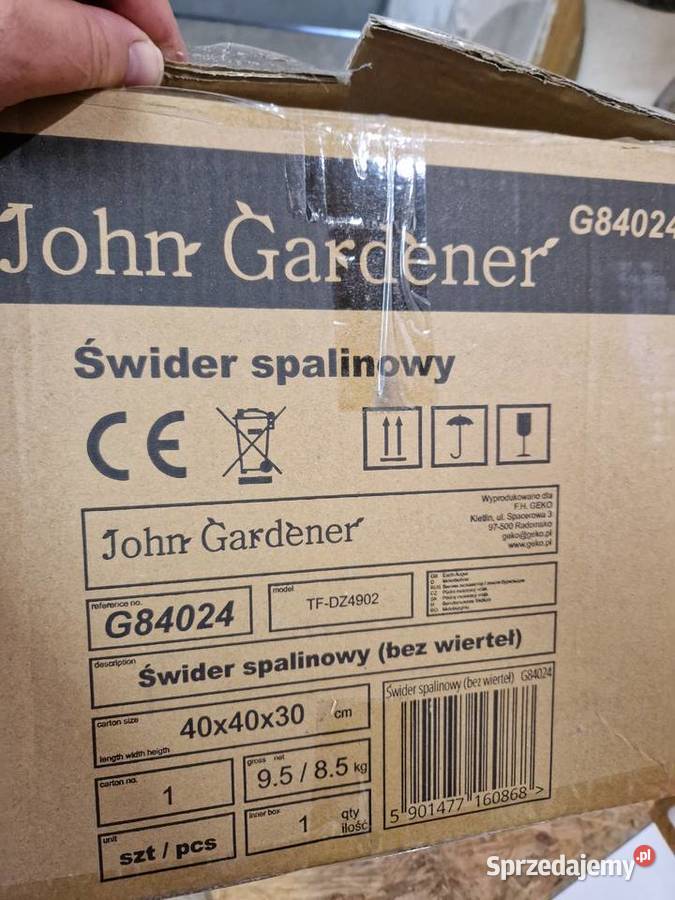 John Gardener
G84024
Świder spalinowy
CE
John Gardener
Wyprodukowano dla
F.H. GEKO
Kietlin, ul. Spacerowa 3
97-500 Radomsko
geko@geko.pl
www.geko.pl
reference no.
G84024
model
TF-DZ4902
GB Earth Auger
description
Świder spalinowy (bez wierteł)
carton size
40x40x30 cm
length width heigth
Świder spalinowy (bez wierteł) G84024
5 901477 160868 >
carton no.
1
gross net
9.5 / 8.5 kg
unit
szt / pcs
inner box
1
qty
ilość
Sprzedajemy.pl